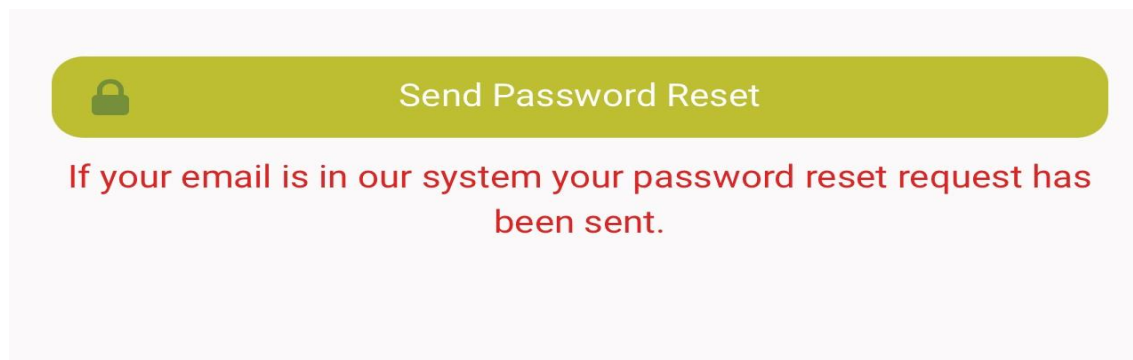 Send Password Reset
If your email is in our system your password reset request has
been sent.